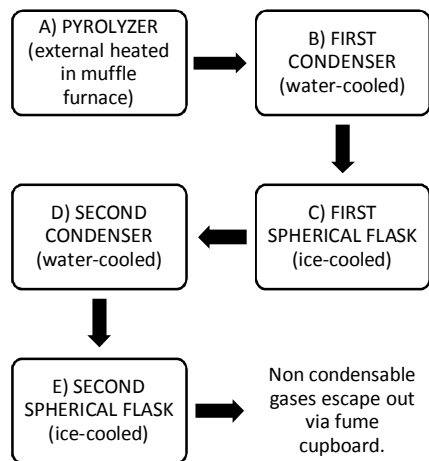 A) PYROLYZER
(external heated
in muffle
furnace)
B) FIRST
CONDENSER
(water-cooled)
C) FIRST
SPHERICAL FLASK
(ice-cooled)
D) SECOND
CONDENSER
(water-cooled)
E) SECOND
SPHERICAL FLASK
(ice-cooled)
Non condensable
gases escape out
via fume
cupboard.